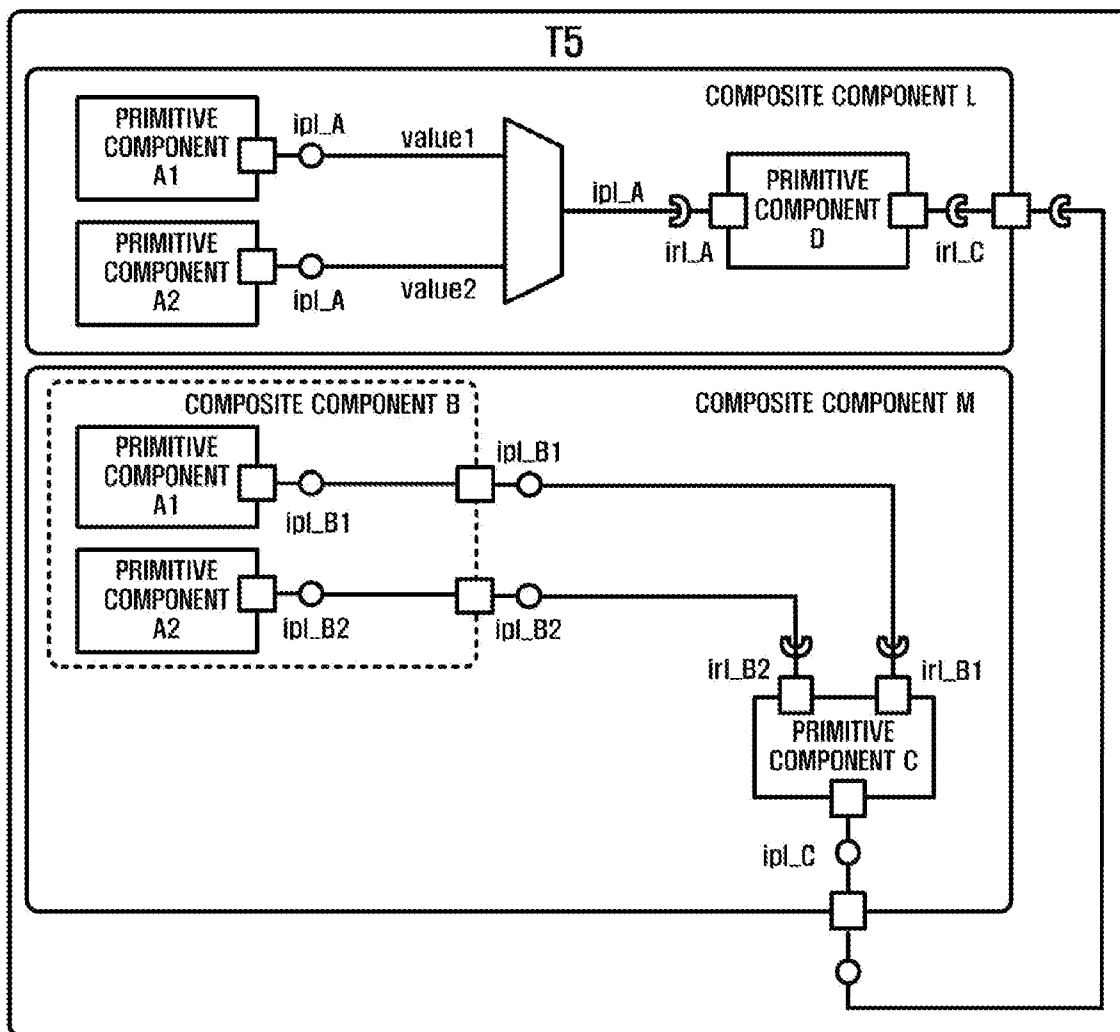 T5
COMPOSITE COMPONENT L
PRIMITIVE
COMPONENT
A1
ipl_A
value1
PRIMITIVE
COMPONENT
A2
ipl_A
value2
ipl_A
irl_A
PRIMITIVE
COMPONENT
D
irl_C
COMPOSITE COMPONENT B
COMPOSITE COMPONENT M
PRIMITIVE
COMPONENT
A1
ipl_B1
ipl_B1
PRIMITIVE
COMPONENT
A2
ipl_B2
ipl_B2
irl_B2
irl_B1
PRIMITIVE
COMPONENT C
ipl_C